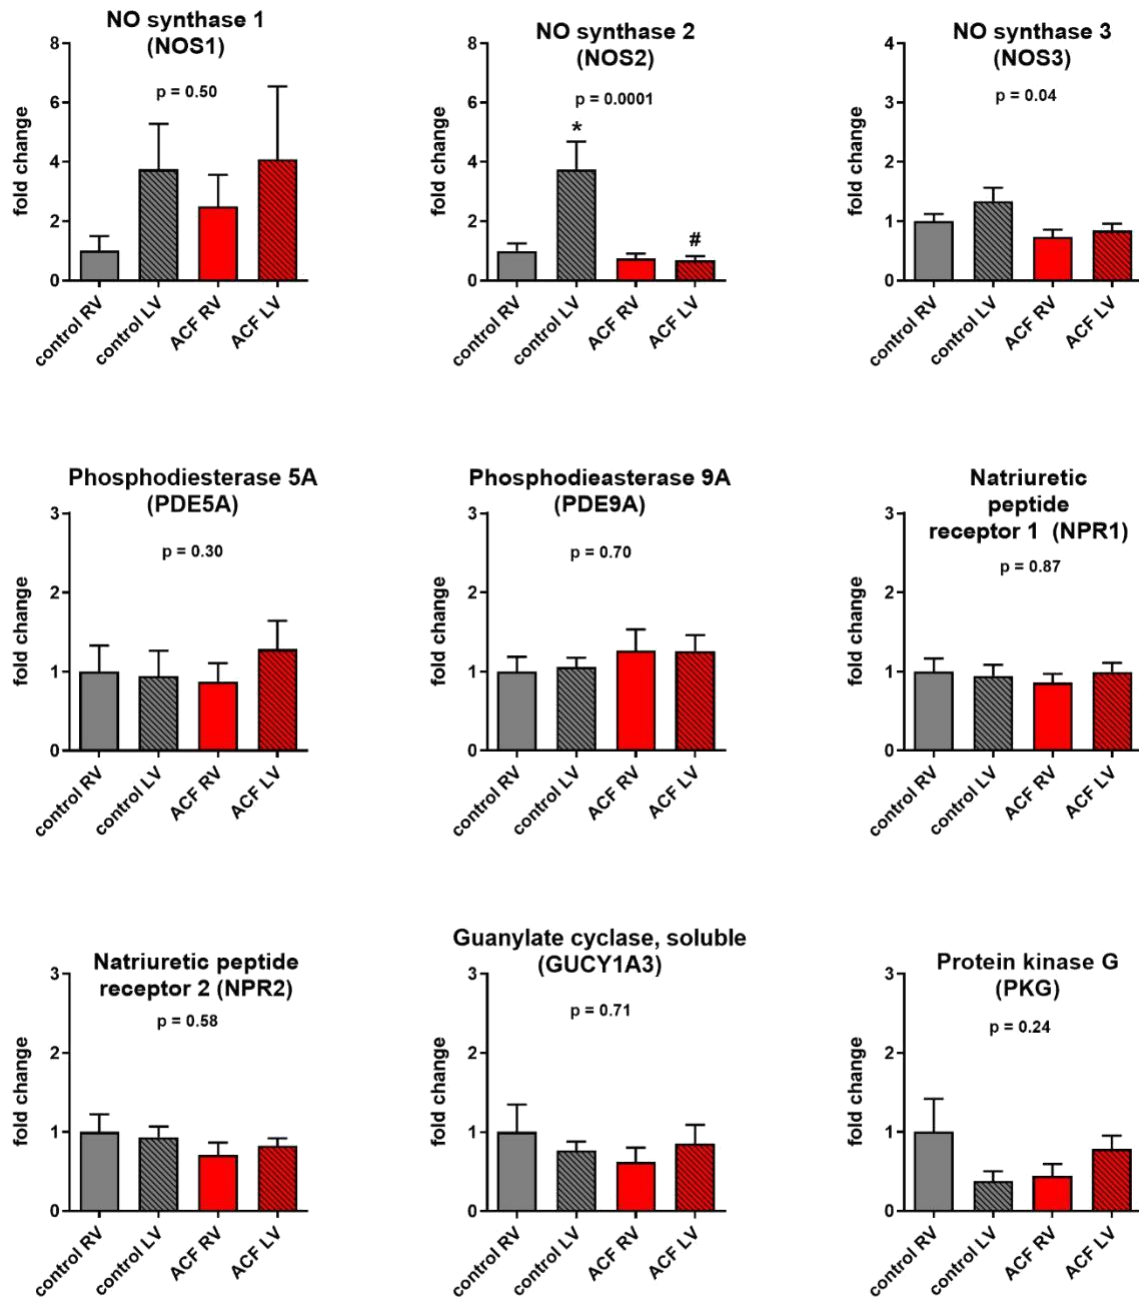 NO synthase 1
(NOS1)
p = 0.50
fold change
8
6
4
2
0
control RV
control LV
ACF RV
ACF LV
NO synthase 2
(NOS2)
p = 0.0001
*
#
fold change
8
6
4
2
0
control RV
control LV
ACF RV
ACF LV
NO synthase 3
(NOS3)
p = 0.04
fold change
4
3
2
1
0
control RV
control LV
ACF RV
ACF LV
Phosphodiesterase 5A
(PDE5A)
p = 0.30
fold change
3
2
1
0
control RV
control LV
ACF RV
ACF LV
Phosphodieasterase 9A
(PDE9A)
p = 0.70
fold change
3
2
1
0
control RV
control LV
ACF RV
ACF LV
Natriuretic
peptide
receptor 1 (NPR1)
p = 0.87
fold change
3
2
1
0
control RV
control LV
ACF RV
ACF LV
Natriuretic peptide
receptor 2 (NPR2)
p = 0.58
fold change
3
2
1
0
control RV
control LV
ACF RV
ACF LV
Guanylate cyclase, soluble
(GUCY1A3)
p = 0.71
fold change
3
2
1
0
control RV
control LV
ACF RV
ACF LV
Protein kinase G
(PKG)
p = 0.24
fold change
3
2
1
0
control RV
control LV
ACF RV
ACF LV